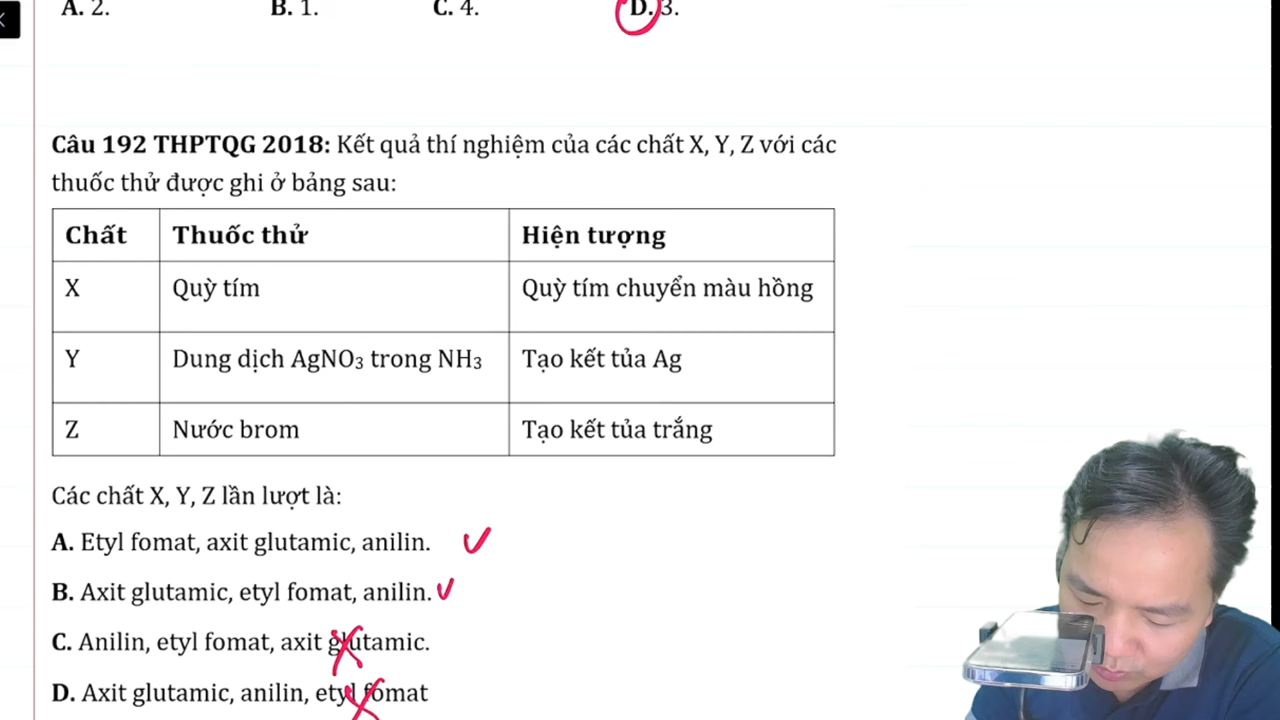 A. 2. B. 1. C. 4. D. 3.
Câu 192 THPTQG 2018: Kết quả thí nghiệm của các chất X, Y, Z với các
thuốc thử được ghi ở bảng sau:
Chất Thuốc thử Hiện tượng
X Quỳ tím Quỳ tím chuyển màu hồng
Y Dung dịch AgNO₃ trong NH₃ Tạo kết tủa Ag
Z Nước brom Tạo kết tủa trắng
Các chất X, Y, Z lần lượt là:
A. Etyl fomat, axit glutamic, anilin.
B. Axit glutamic, etyl fomat, anilin.
C. Anilin, etyl fomat, axit glutamic.
D. Axit glutamic, anilin, etyl fomat